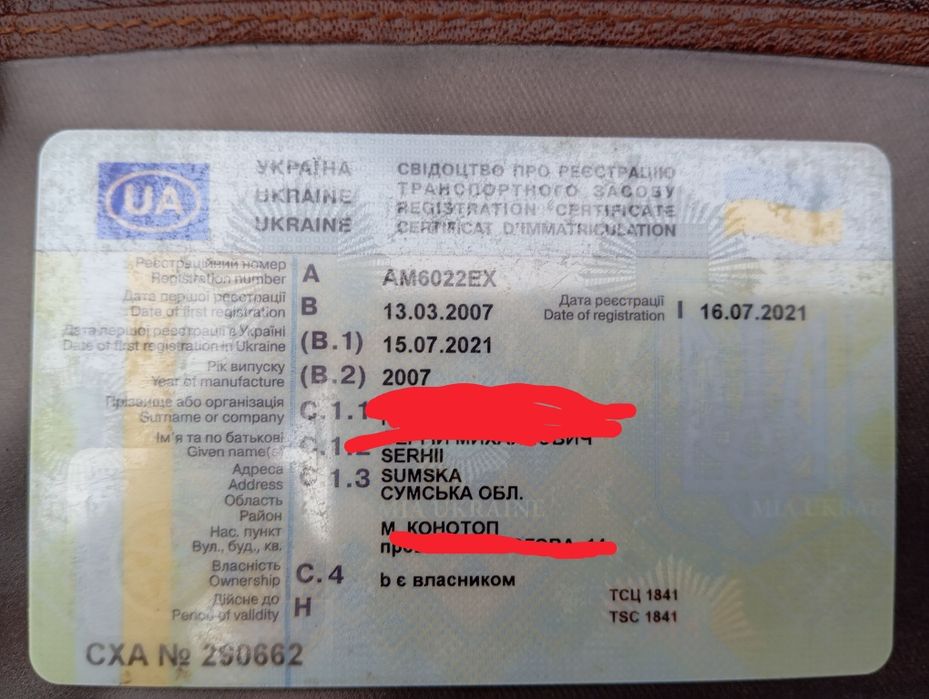 UA
УКРАЇНА
UKRAINE
UKRAINE
СВІДОЦТВО ПРО РЕЄСТРАЦІЮ
ТРАНСПОРТНОГО ЗАСОБУ
REGISTRATION CERTIFICATE
CERTIFICAT D'IMMATRICULATION
Реєстраційний номер
Registration number
A
AM6022EX
Дата першої реєстрації
Date of first registration
B
13.03.2007
Дата реєстрації
Date of registration
I
16.07.2021
Дата першої реєстрації в Україні
Date of first registration in Ukraine
(B.1)
15.07.2021
Рік випуску
Year of manufacture
(B.2)
2007
Прізвище або організація
Surname or company
C.1.1
Ім'я та по батькові
Given name(s)
C.1.2
SERHII
Адреса
Address
C.1.3
SUMSKA
Область
СУМСЬКА ОБЛ.
Район
MIA UKRAINE
MIA UKRAINE
Нас. пункт
М. КОНОТОП
Вул., буд., кв.
Власність
Ownership
C.4
b є власником
Дійсне до
Period of validity
H
ТСЦ 1841
TSC 1841
СХА № 290662